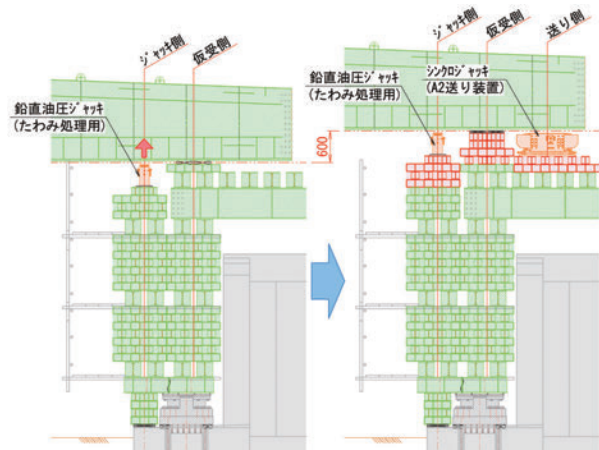 ジャッキ側
仮受側
鉛直油圧ジャッキ
(たわみ処理用)
ジャッキ側
仮受側
送り側
鉛直油圧ジャッキ
(たわみ処理用)
シンクロジャッキ
(A2送り装置)
600